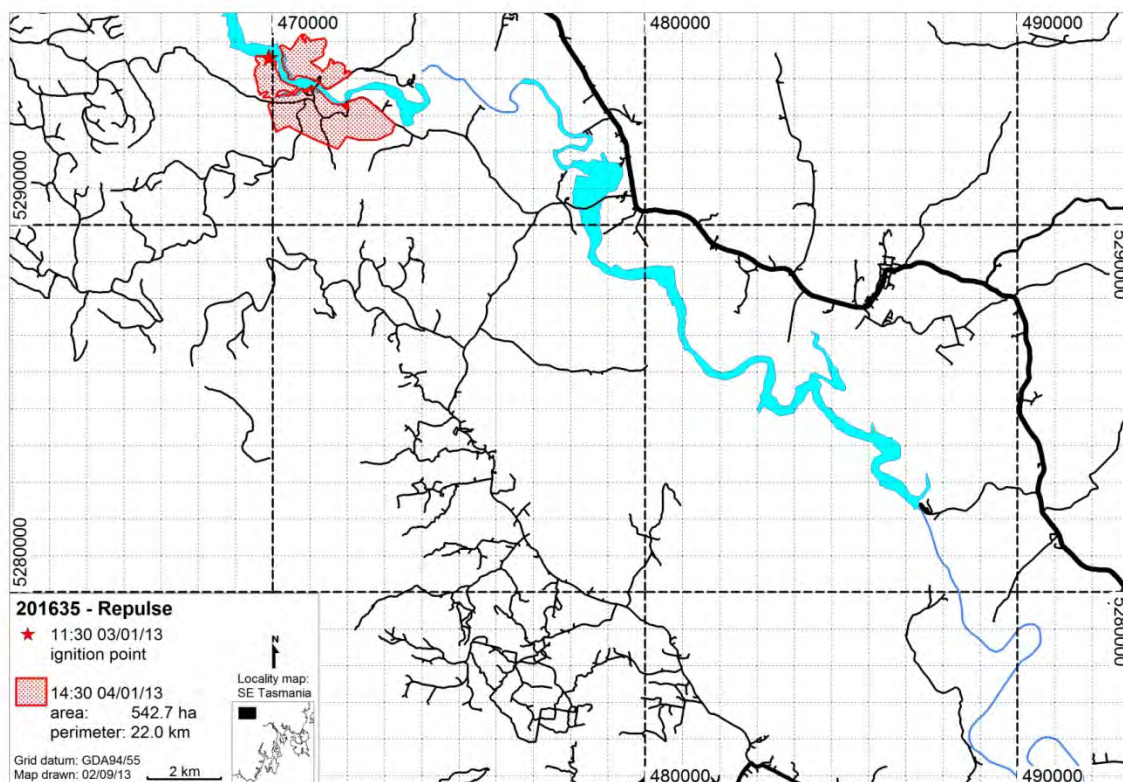 470000
480000
490000
5290000
5290000
5280000
5280000
201635 - Repulse
11:30 03/01/13
ignition point
14:30 04/01/13
area: 542.7 ha
perimeter: 22.0 km
Grid datum: GDA94/55
Map drawn: 02/09/13
2 km
N
Locality map:
SE Tasmania
480000
490000